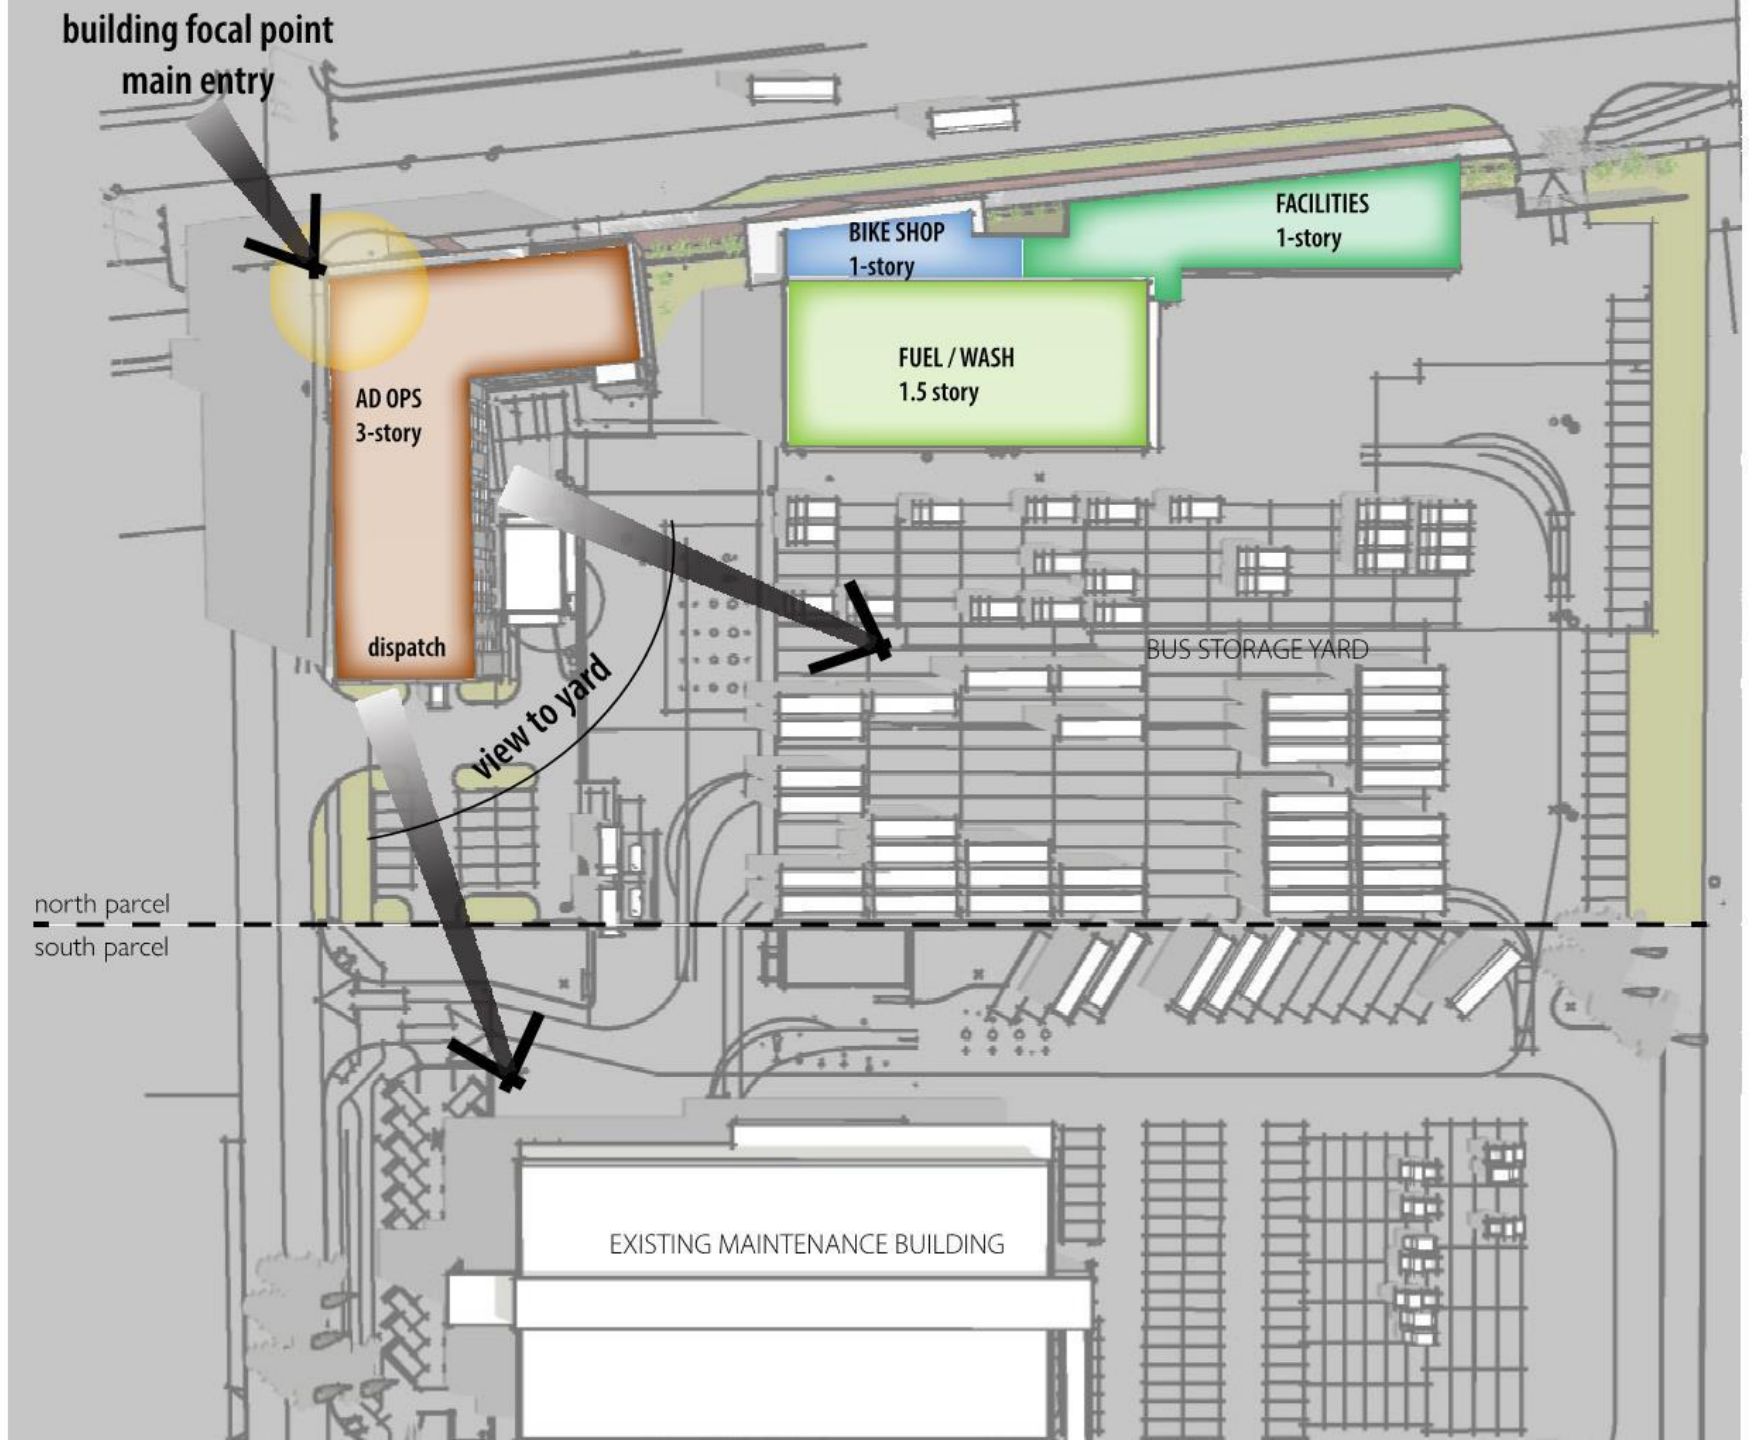 building focal point
main entry
FACILITIES
1-story
BIKE SHOP
1-story
FUEL / WASH
1.5 story
AD OPS
3-story
dispatch
BUS STORAGE YARD
view to yard
north parcel
south parcel
EXISTING MAINTENANCE BUILDING